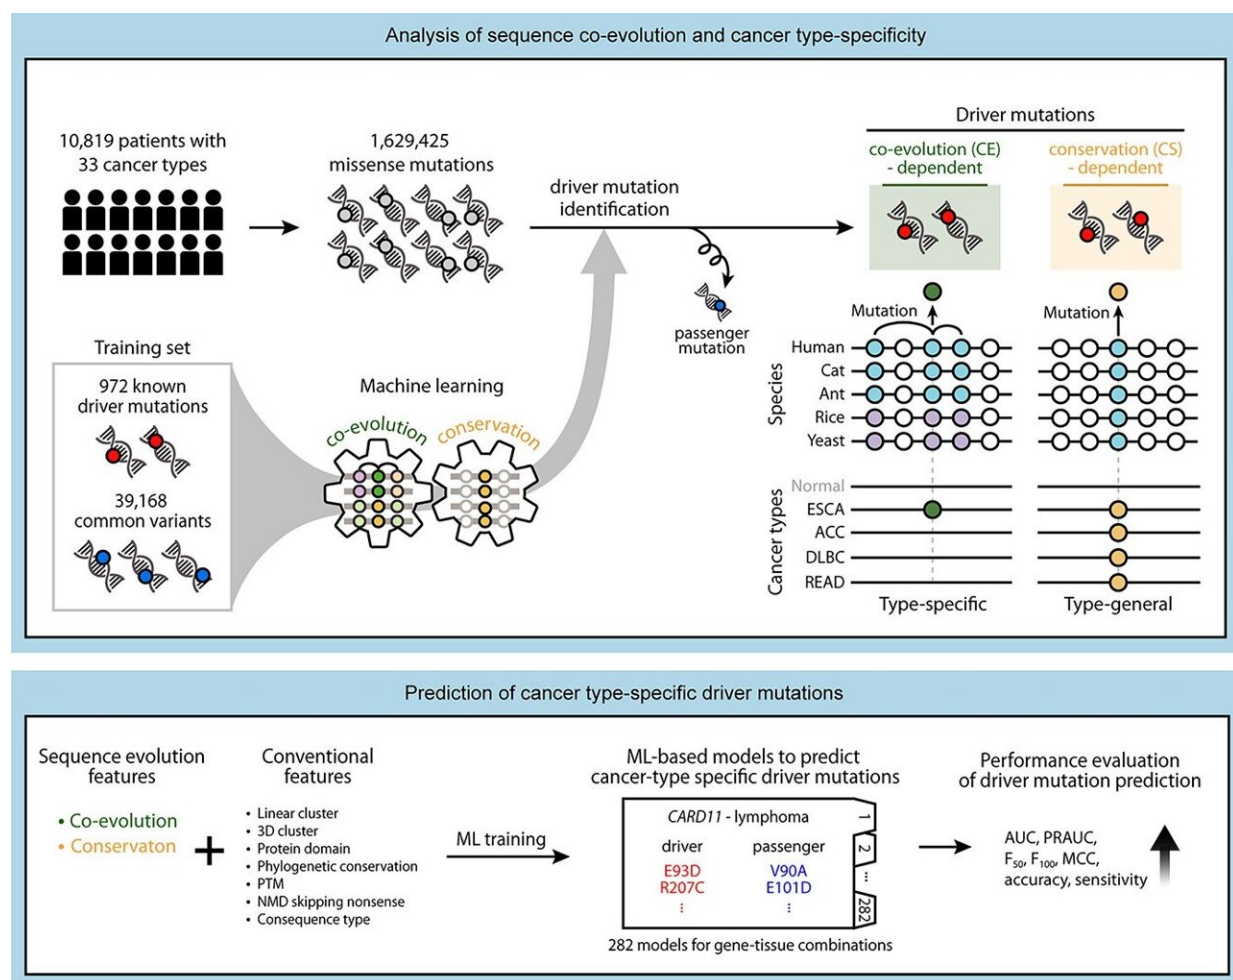 Analysis of sequence co-evolution and cancer type-specificity
10,819 patients with
33 cancer types
1,629,425
missense mutations
driver mutation
identification
passenger
mutation
Driver mutations
co-evolution (CE)
- dependent
conservation (CS)
- dependent
Training set
972 known
driver mutations
39,168
common variants
Machine learning
co-evolution
conservation
Mutation
Mutation
Species
Human
Cat
Ant
Rice
Yeast
Cancer types
Normal
ESCA
ACC
DLBC
READ
Type-specific
Type-general
Prediction of cancer type-specific driver mutations
Sequence evolution
features
• Co-evolution
• Conservaton
+
Conventional
features
• Linear cluster
• 3D cluster
• Protein domain
• Phylogenetic conservation
• PTM
• NMD skipping nonsense
• Consequence type
ML training
ML-based models to predict
cancer-type specific driver mutations
CARD11 - lymphoma
driver
passenger
E93D
V90A
R207C
E101D
⋮
⋮
1
2
...
282
282 models for gene-tissue combinations
Performance evaluation
of driver mutation prediction
AUC, PRAUC,
F50, F100, MCC,
accuracy, sensitivity